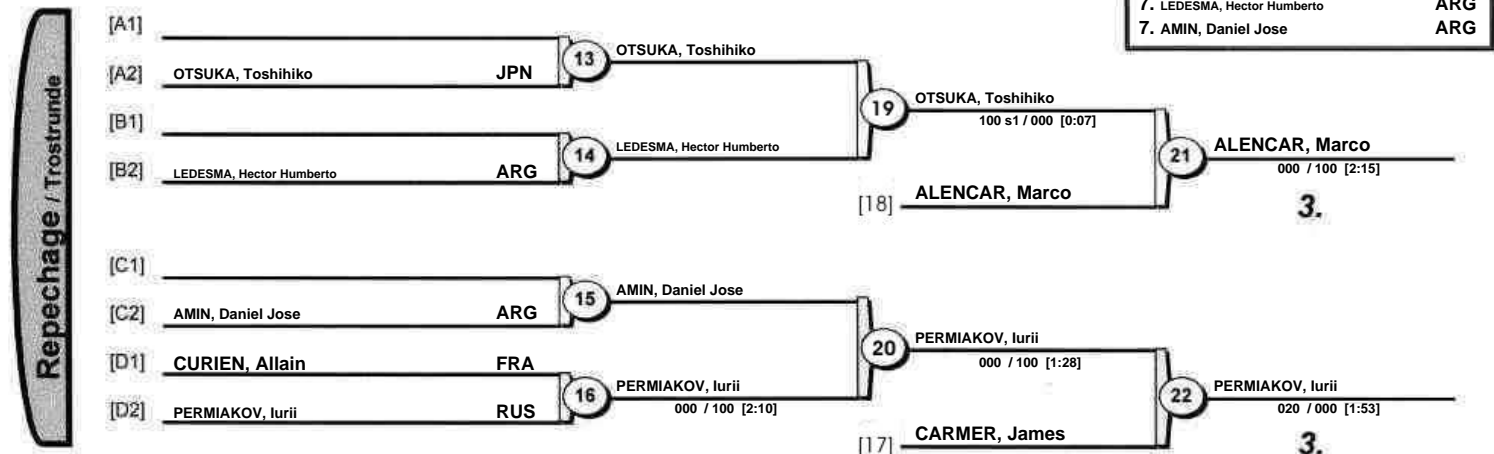 7. LEDESMA, Hector Humberto ARG
7. AMIN, Daniel Jose ARG
Repechage / Trostrunde
[A1]
13 OTSUKA, Toshihiko
[A2] OTSUKA, Toshihiko JPN
19 OTSUKA, Toshihiko
100 s1 / 000 [0:07]
[B1]
14 LEDESMA, Hector Humberto
[B2] LEDESMA, Hector Humberto ARG
21 ALENCAR, Marco
000 / 100 [2:15]
[18] ALENCAR, Marco
3.
[C1]
15 AMIN, Daniel Jose
[C2] AMIN, Daniel Jose ARG
20 PERMIAKOV, Iurii
000 / 100 [1:28]
[D1] CURIEN, Allain FRA
16 PERMIAKOV, Iurii
000 / 100 [2:10]
[D2] PERMIAKOV, Iurii RUS
22 PERMIAKOV, Iurii
020 / 000 [1:53]
[17] CARMER, James
3.